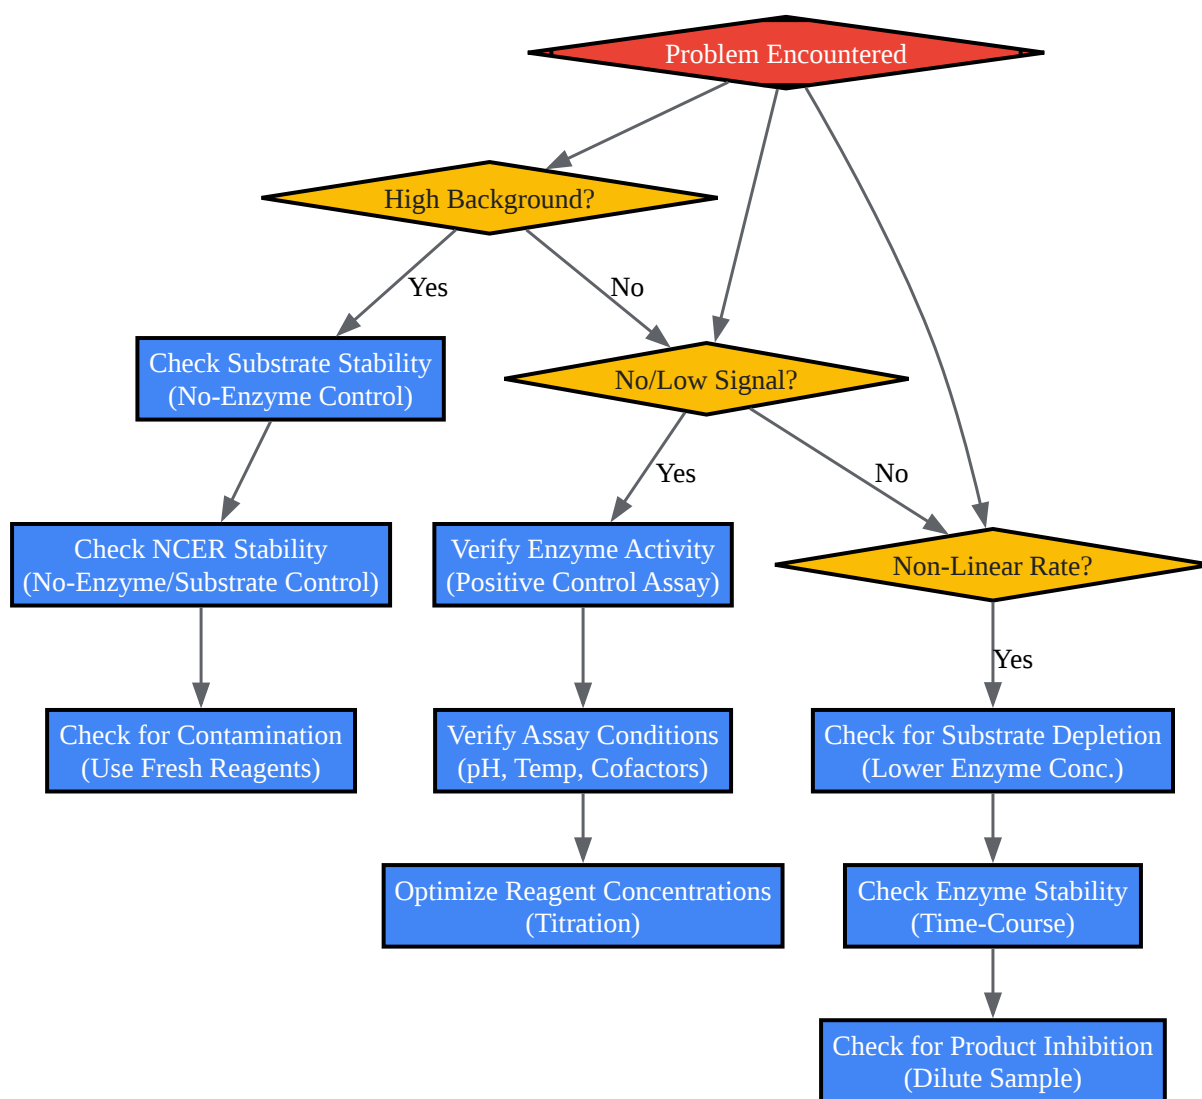 Problem Encountered
High Background?
Yes
No
Check Substrate Stability
(No-Enzyme Control)
No/Low Signal?
Yes
No
Check NCER Stability
(No-Enzyme/Substrate Control)
Verify Enzyme Activity
(Positive Control Assay)
Non-Linear Rate?
Yes
Check for Contamination
(Use Fresh Reagents)
Verify Assay Conditions
(pH, Temp, Cofactors)
Check for Substrate Depletion
(Lower Enzyme Conc.)
Optimize Reagent Concentrations
(Titration)
Check Enzyme Stability
(Time-Course)
Check for Product Inhibition
(Dilute Sample)